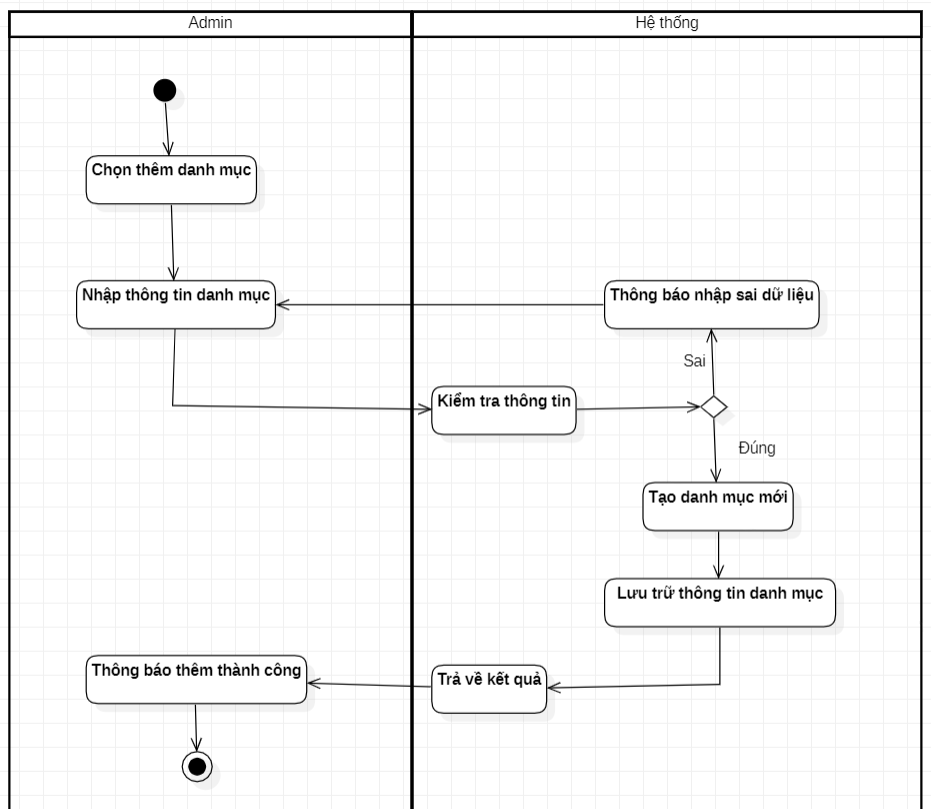 Admin
Hệ thống
Chọn thêm danh mục
Nhập thông tin danh mục
Thông báo nhập sai dữ liệu
Sai
Kiểm tra thông tin
Đúng
Tạo danh mục mới
Lưu trữ thông tin danh mục
Thông báo thêm thành công
Trả về kết quả